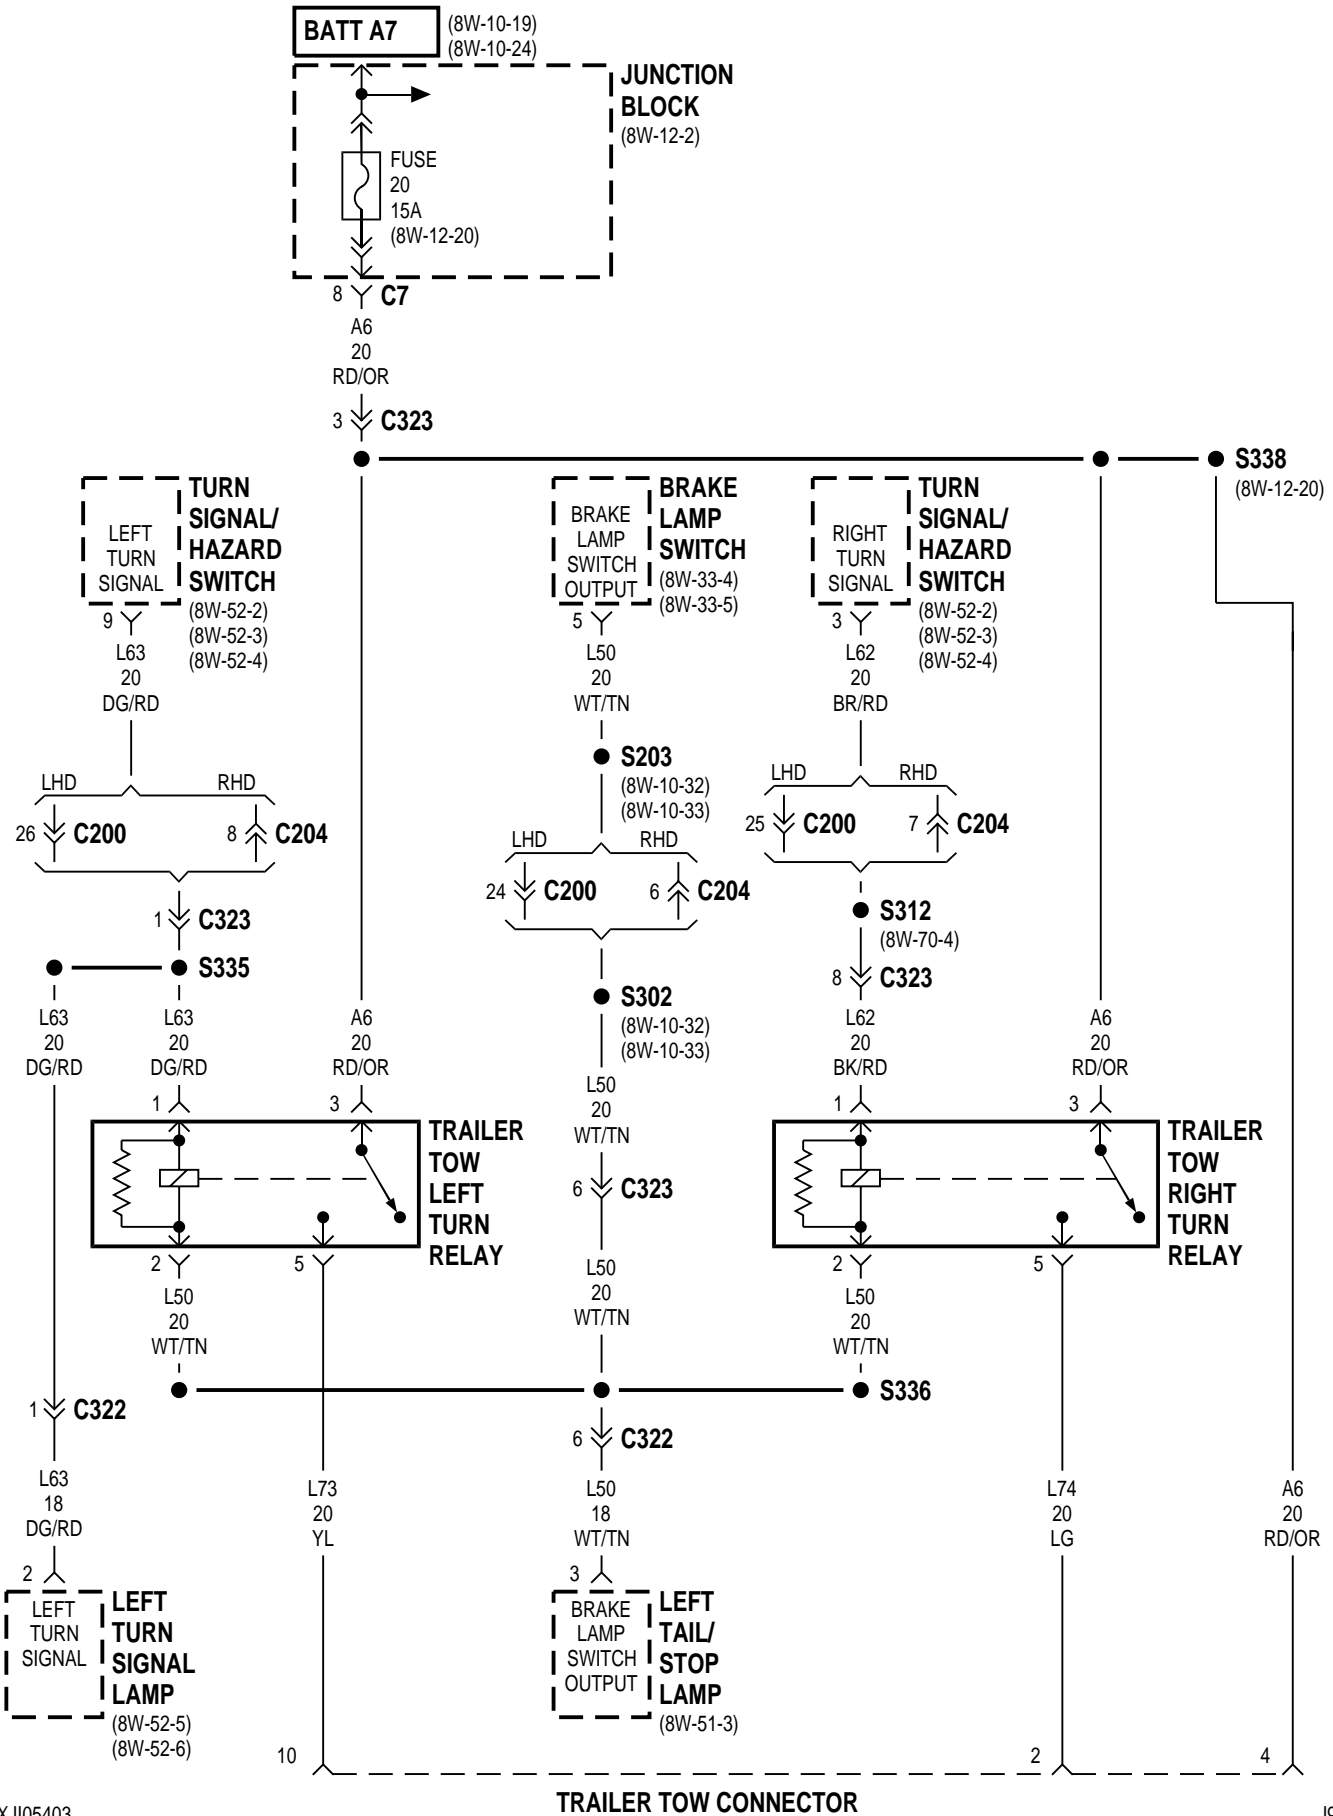 BATT A7
(8W-10-19)
(8W-10-24)
JUNCTION
BLOCK
(8W-12-2)
FUSE
20
15A
(8W-12-20)
8
C7
A6
20
RD/OR
3
C323
S338
(8W-12-20)
LEFT
TURN
SIGNAL
TURN
SIGNAL/
HAZARD
SWITCH
(8W-52-2)
(8W-52-3)
(8W-52-4)
9
L63
20
DG/RD
LHD
RHD
26
C200
8
C204
1
C323
S335
L63
20
DG/RD
L63
20
DG/RD
A6
20
RD/OR
BRAKE
LAMP
SWITCH
OUTPUT
BRAKE
LAMP
SWITCH
(8W-33-4)
(8W-33-5)
5
L50
20
WT/TN
S203
(8W-10-32)
(8W-10-33)
LHD
RHD
24
C200
6
C204
S302
(8W-10-32)
(8W-10-33)
L50
20
WT/TN
6
C323
L50
20
WT/TN
RIGHT
TURN
SIGNAL
TURN
SIGNAL/
HAZARD
SWITCH
(8W-52-2)
(8W-52-3)
(8W-52-4)
3
L62
20
BR/RD
LHD
RHD
25
C200
7
C204
S312
(8W-70-4)
8
C323
L62
20
BK/RD
A6
20
RD/OR
1
3
TRAILER
TOW
LEFT
TURN
RELAY
2
5
L50
20
WT/TN
1
3
TRAILER
TOW
RIGHT
TURN
RELAY
2
5
L50
20
WT/TN
S336
1
C322
6
C322
L63
18
DG/RD
L73
20
YL
L50
18
WT/TN
L74
20
LG
A6
20
RD/OR
2
LEFT
TURN
SIGNAL
LEFT
TURN
SIGNAL
LAMP
(8W-52-5)
(8W-52-6)
3
BRAKE
LAMP
SWITCH
OUTPUT
LEFT
TAIL/
STOP
LAMP
(8W-51-3)
10
2
4
TRAILER TOW CONNECTOR